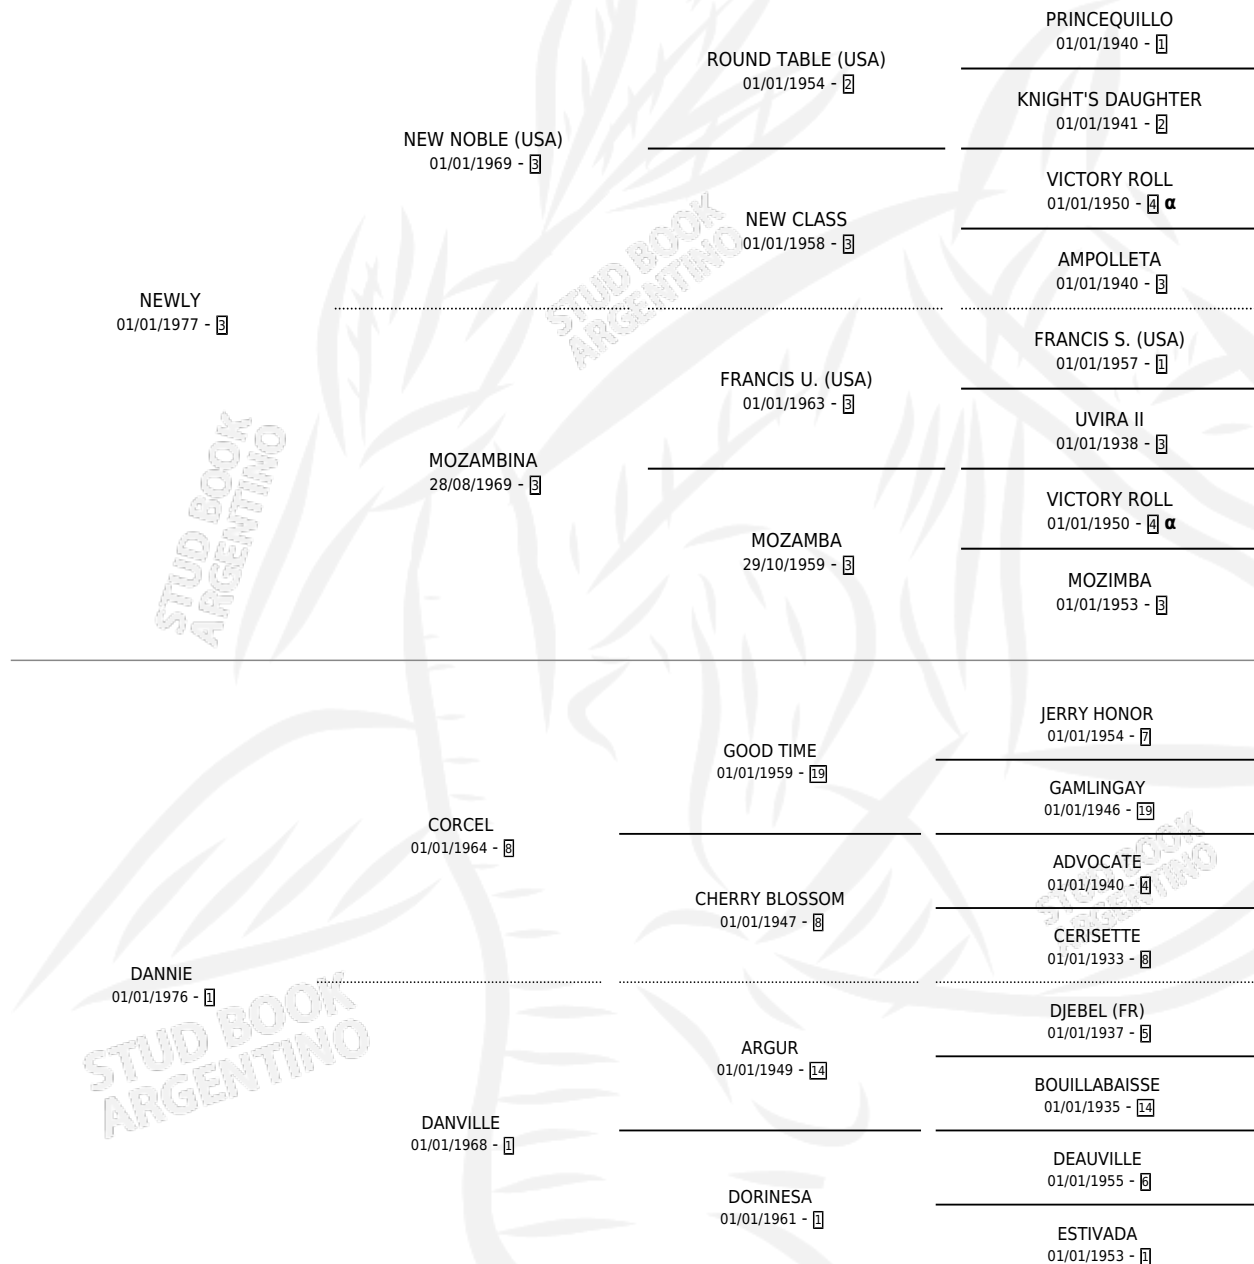 PRINCEQUILLO
01/01/1940 - 1
ROUND TABLE (USA)
01/01/1954 - 2
KNIGHT'S DAUGHTER
01/01/1941 - 2
NEW NOBLE (USA)
01/01/1969 - 3
VICTORY ROLL
01/01/1950 - 4 α
NEW CLASS
01/01/1958 - 3
AMPOLLETA
01/01/1940 - 3
NEWLY
01/01/1977 - 3
FRANCIS S. (USA)
01/01/1957 - 1
FRANCIS U. (USA)
01/01/1963 - 3
UVIRA II
01/01/1938 - 3
MOZAMBINA
28/08/1969 - 3
VICTORY ROLL
01/01/1950 - 4 α
MOZAMBA
29/10/1959 - 3
MOZIMBA
01/01/1953 - 3
JERRY HONOR
01/01/1954 - 7
GOOD TIME
01/01/1959 - 19
GAMLINGAY
01/01/1946 - 19
CORCEL
01/01/1964 - 8
ADVOCATE
01/01/1940 - 4
CHERRY BLOSSOM
01/01/1947 - 8
CERISETTE
01/01/1933 - 8
DANNIE
01/01/1976 - 1
DJEBEL (FR)
01/01/1937 - 5
ARGUR
01/01/1949 - 14
BOUILLABAISSE
01/01/1935 - 14
DANVILLE
01/01/1968 - 1
DEAUVILLE
01/01/1955 - 6
DORINESA
01/01/1961 - 1
ESTIVADA
01/01/1953 - 1
STUD BOOK
ARGENTINO
STUD BOOK
ARGENTINO
STUD BOOK
ARGENTINO
STUD BOOK
ARGENTINO